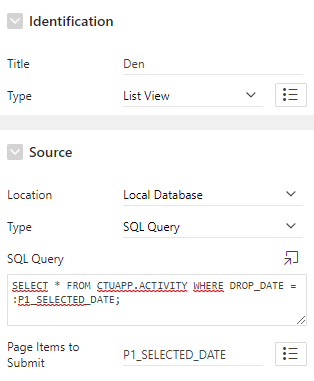 Identification
Title Den
Type List View
Source
Location Local Database
Type SQL Query
SQL Query
SELECT * FROM CTUAPP.ACTIVITY WHERE DROP_DATE =
:P1_SELECTED_DATE;
Page Items to
Submit P1_SELECTED_DATE